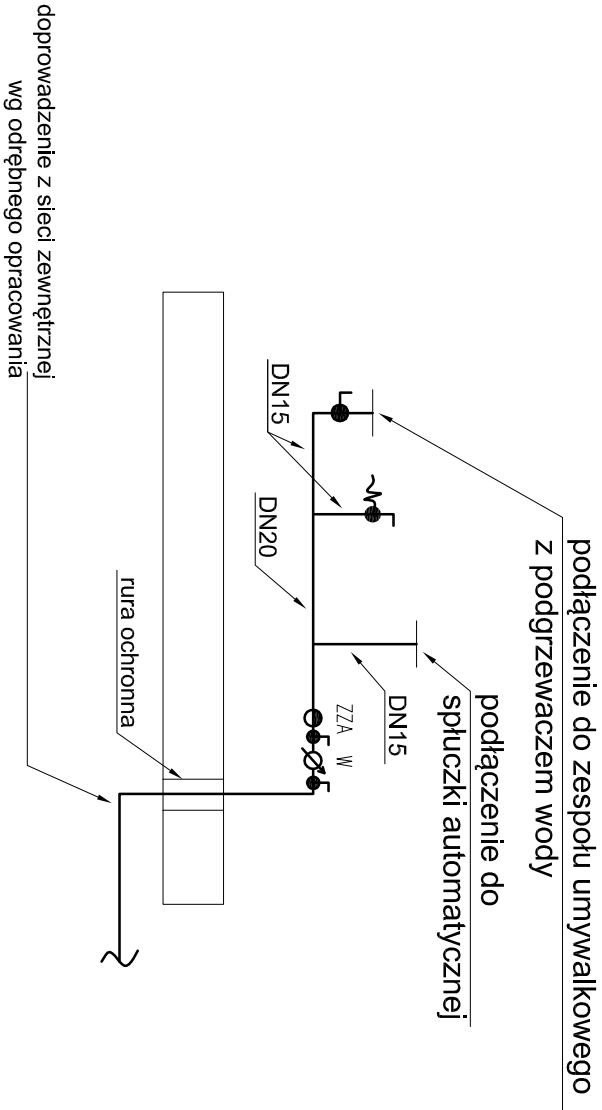 podłączenie do zespołu umywalkowego
z podgrzewaczem wody
podłączenie do
spłuczki automatycznej
DN15
ZZA W
DN15
DN20
rura ochronna
doprowadzenie z sieci zewnętrznej
wg odrębnego opracowania